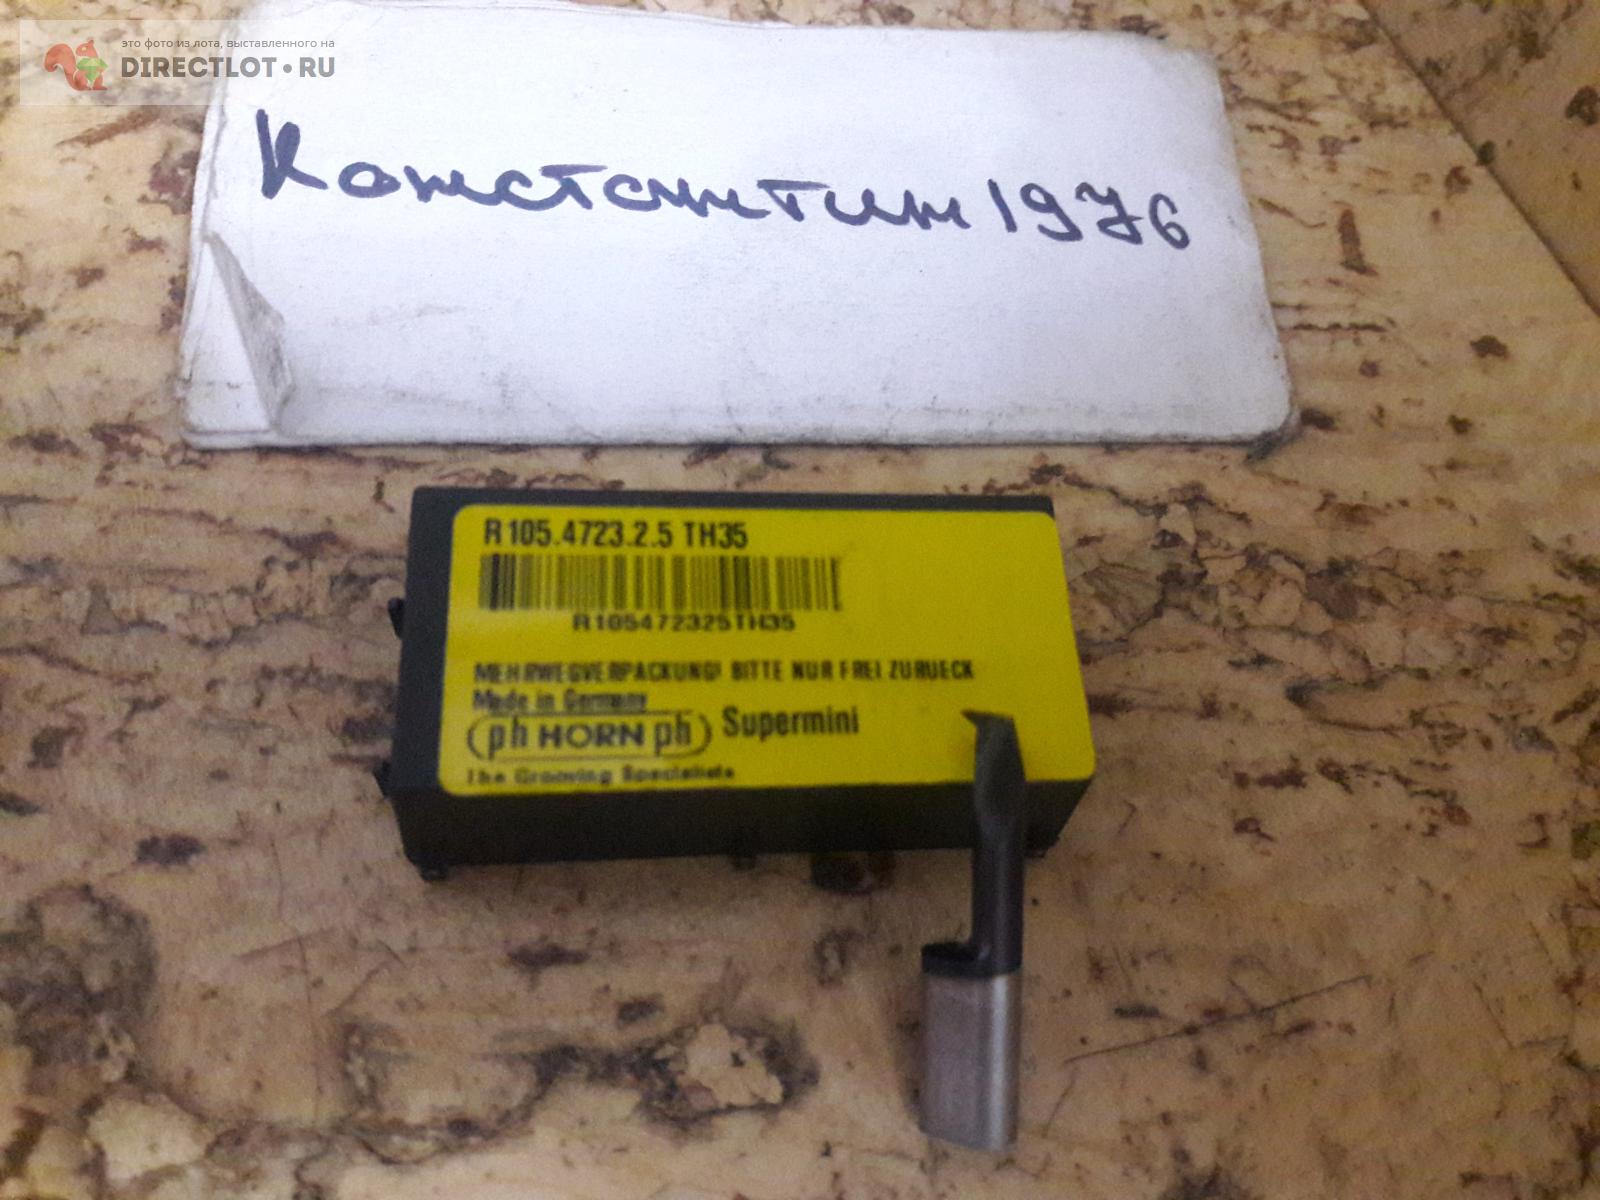 это фото из лота, выставленного на
DIRECTLOT•RU
Константин 1976
R105.4723.2.5 TH35
R105472325TH35
MEHRWEGVERPACKUNG! BITTE NUR FREI ZURUECK
Made in Germany
ph HORN ph Supermini
The Grooving Specialists